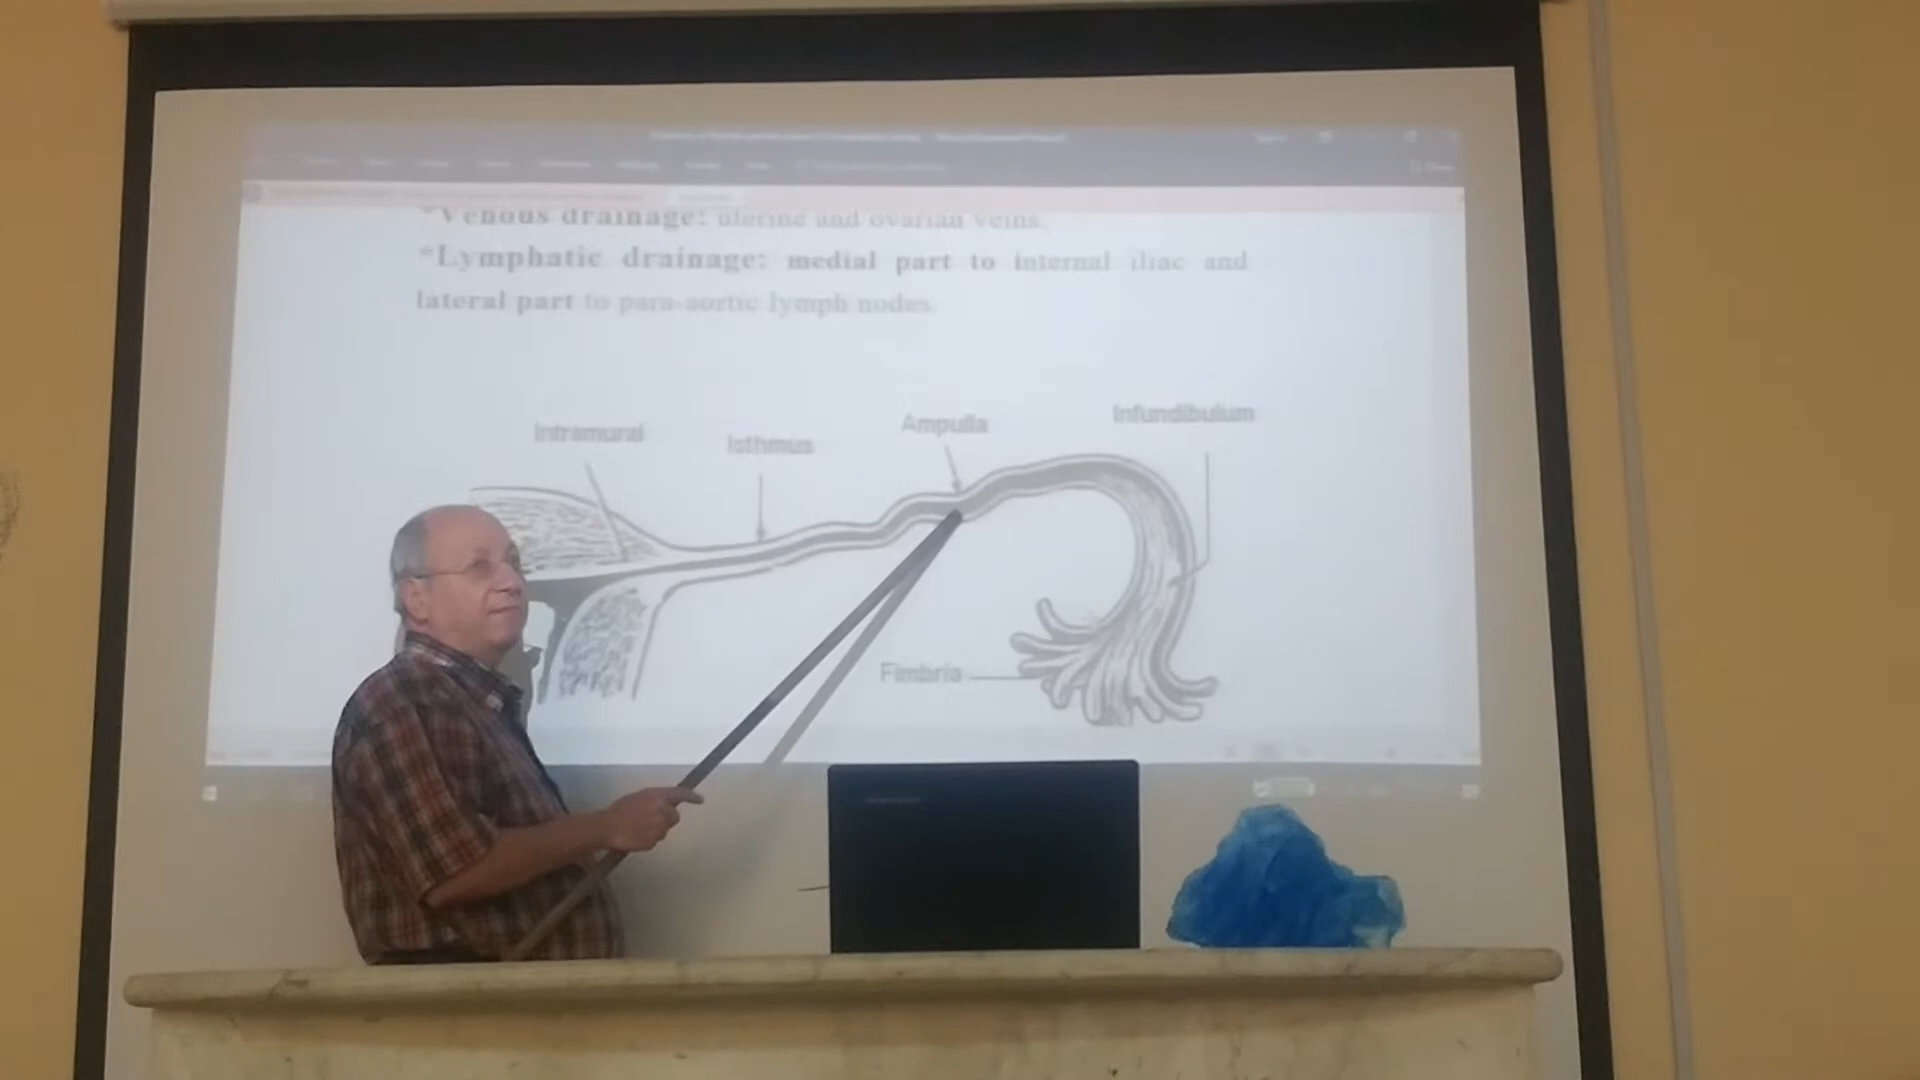 *Venous drainage: uterine and ovarian veins.
*Lymphatic drainage: medial part to internal iliac and
lateral part to para-aortic lymph nodes.
Intramural
Isthmus
Ampulla
Infundibulum
Fimbria